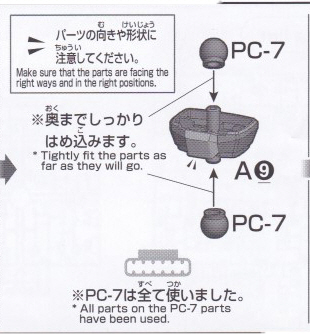 パーツの向きや形状に
注意してください。
Make sure that the parts are facing the
right ways and in the right positions.
PC-7
※奥までしっかり
はめ込みます。
* Tightly fit the parts as
far as they will go.
A❾
PC-7
※PC-7は全て使いました。
* All parts on the PC-7 parts
have been used.